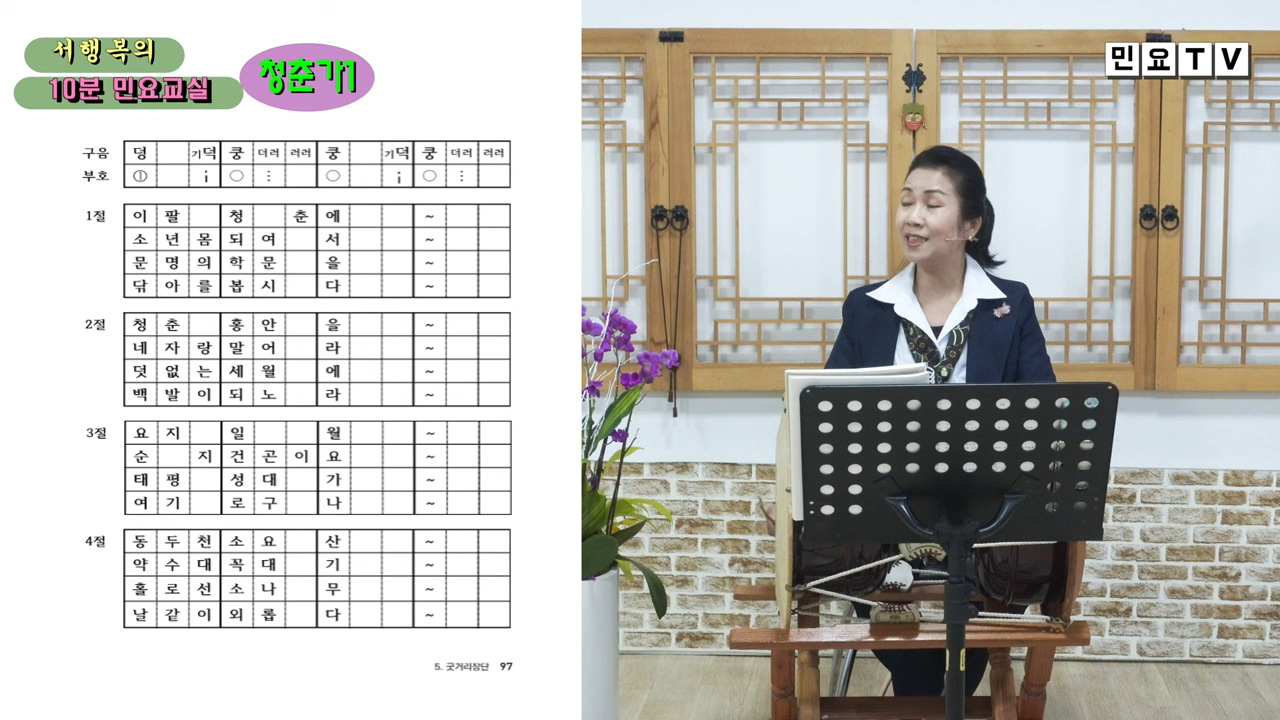 서행복의
10분 민요교실
청춘가1
민요TV
구음 덩 기덕 쿵 더러 러러 쿵 기덕 쿵 더러 러러
부호 ⏀ ¡ ○ ⋮ ○ ¡ ○ ⋮
1절 이 팔 청 춘 에 ~
소 년 몸 되 여 서 ~
문 명 의 학 문 을 ~
닦 아 를 봅 시 다 ~
2절 청 춘 홍 안 을 ~
네 자 랑 말 어 라 ~
덧 없 는 세 월 에 ~
백 발 이 되 노 라 ~
3절 요 지 일 월 ~
순 지 건 곤 이 요 ~
태 평 성 대 가 ~
여 기 로 구 나 ~
4절 동 두 천 소 요 산 ~
약 수 대 꼭 대 기 ~
홀 로 선 소 나 무 ~
날 같 이 외 롭 다 ~
5. 굿거리장단 97